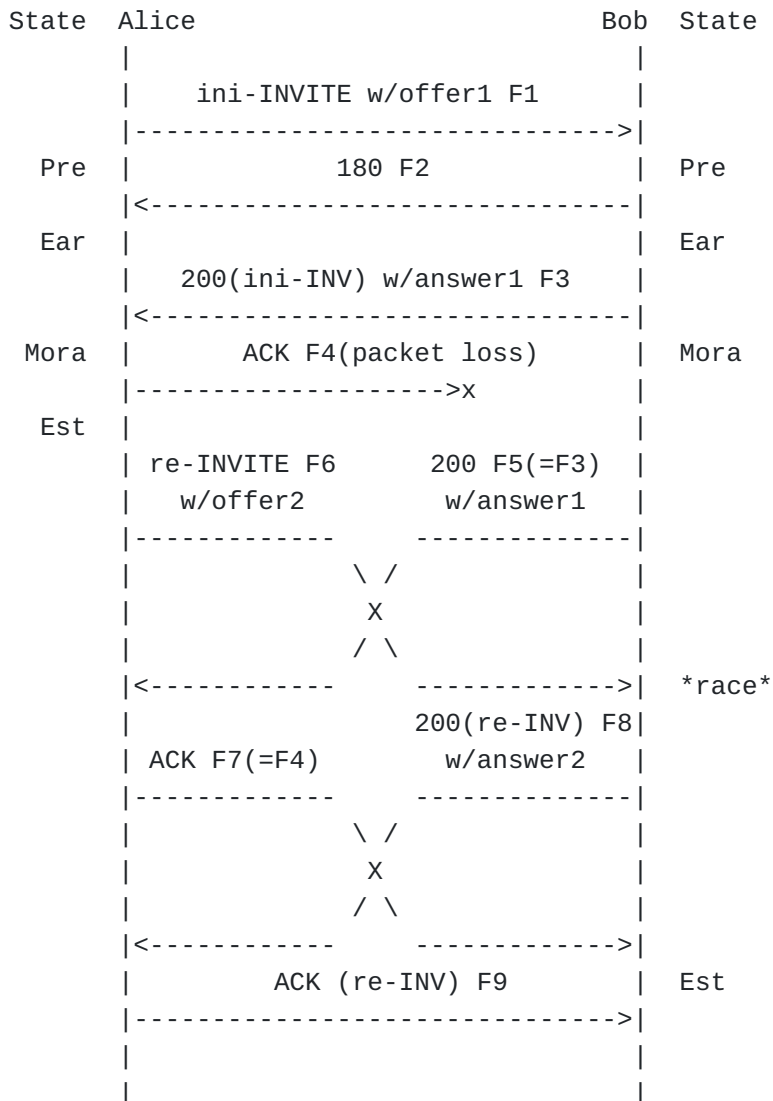 State  Alice                          Bob  State
       |                                |
       |    ini-INVITE w/offer1 F1      |
       |------------------------------->|
  Pre  |             180 F2             |  Pre
       |<-------------------------------|
  Ear  |                                |  Ear
       |   200(ini-INV) w/answer1 F3    |
       |<-------------------------------|
 Mora  |       ACK F4(packet loss)      |  Mora
       |-------------------->x          |
  Est  |                                |
       | re-INVITE F6      200 F5(=F3)  |
       |   w/offer2         w/answer1   |
       |-------------     --------------|
       |              \ /               |
       |               X                |
       |              / \               |
       |<------------     ------------->|  *race*
       |                  200(re-INV) F8|
       | ACK F7(=F4)        w/answer2   |
       |-------------     --------------|
       |              \ /               |
       |               X                |
       |              / \               |
       |<------------     ------------->|
       |         ACK (re-INV) F9        |  Est
       |------------------------------->|
       |                                |
       |                                |